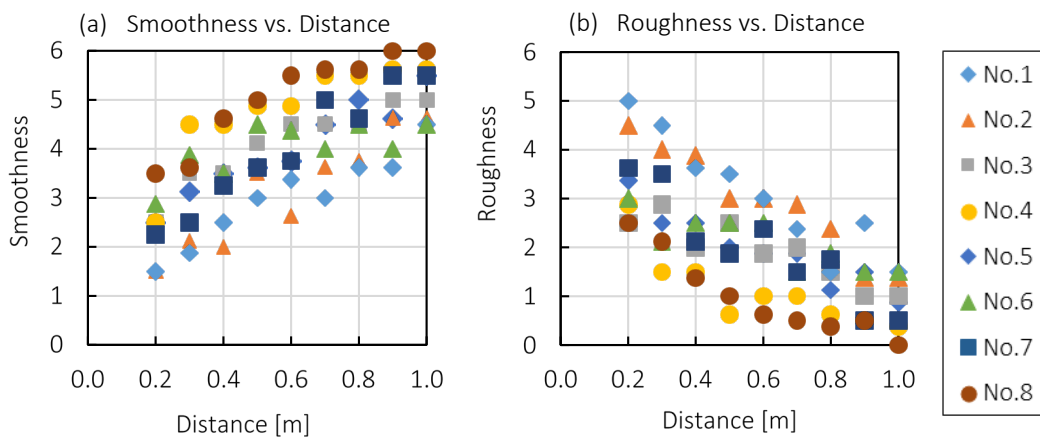 (a) Smoothness vs. Distance
6
5
4
3
2
1
0
0.0 0.2 0.4 0.6 0.8 1.0
Smoothness
Distance [m]
(b) Roughness vs. Distance
6
5
4
3
2
1
0
0.0 0.2 0.4 0.6 0.8 1.0
Roughness
Distance [m]
No.1
No.2
No.3
No.4
No.5
No.6
No.7
No.8